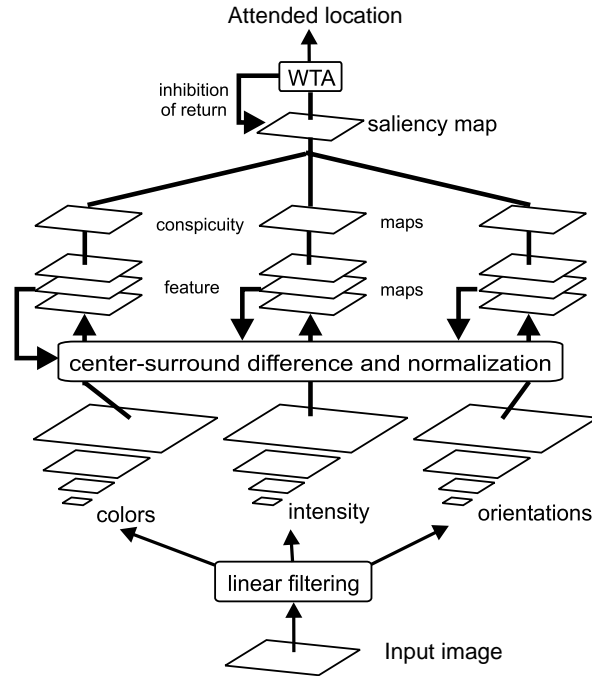 Attended location
WTA
inhibition
of return
saliency map
conspicuity
maps
feature
maps
center-surround difference and normalization
colors
intensity
orientations
linear filtering
Input image